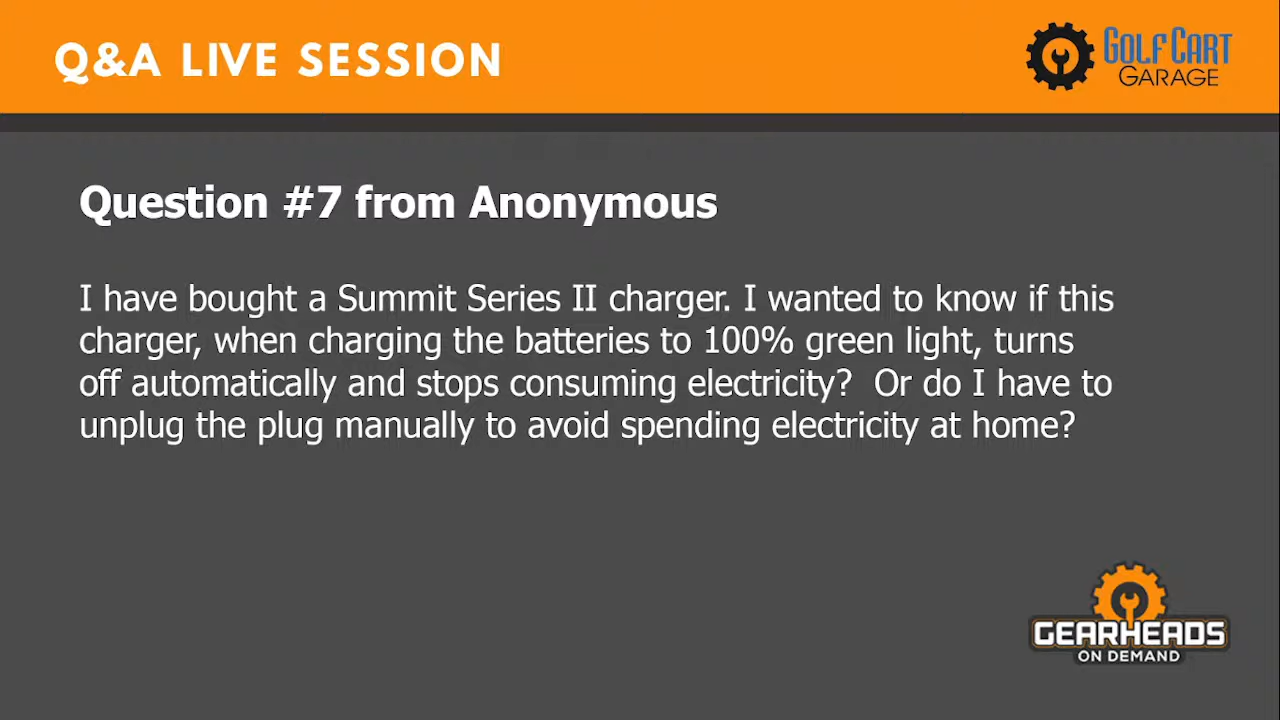 Q&A LIVE SESSION
GOLF CART
GARAGE
Question #7 from Anonymous
I have bought a Summit Series II charger. I wanted to know if this
charger, when charging the batteries to 100% green light, turns
off automatically and stops consuming electricity?  Or do I have to
unplug the plug manually to avoid spending electricity at home?
GEARHEADS
ON DEMAND